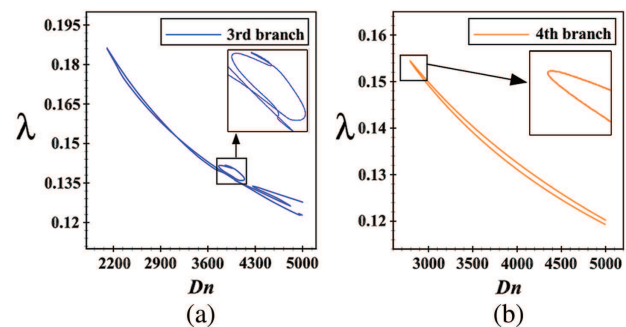 0.195
0.18
0.165
0.15
0.135
0.12
λ
3rd branch
2200 2900 3600 4300 5000
Dn
(a)
0.16
0.15
0.14
0.13
0.12
λ
4th branch
3000 3500 4000 4500 5000
Dn
(b)